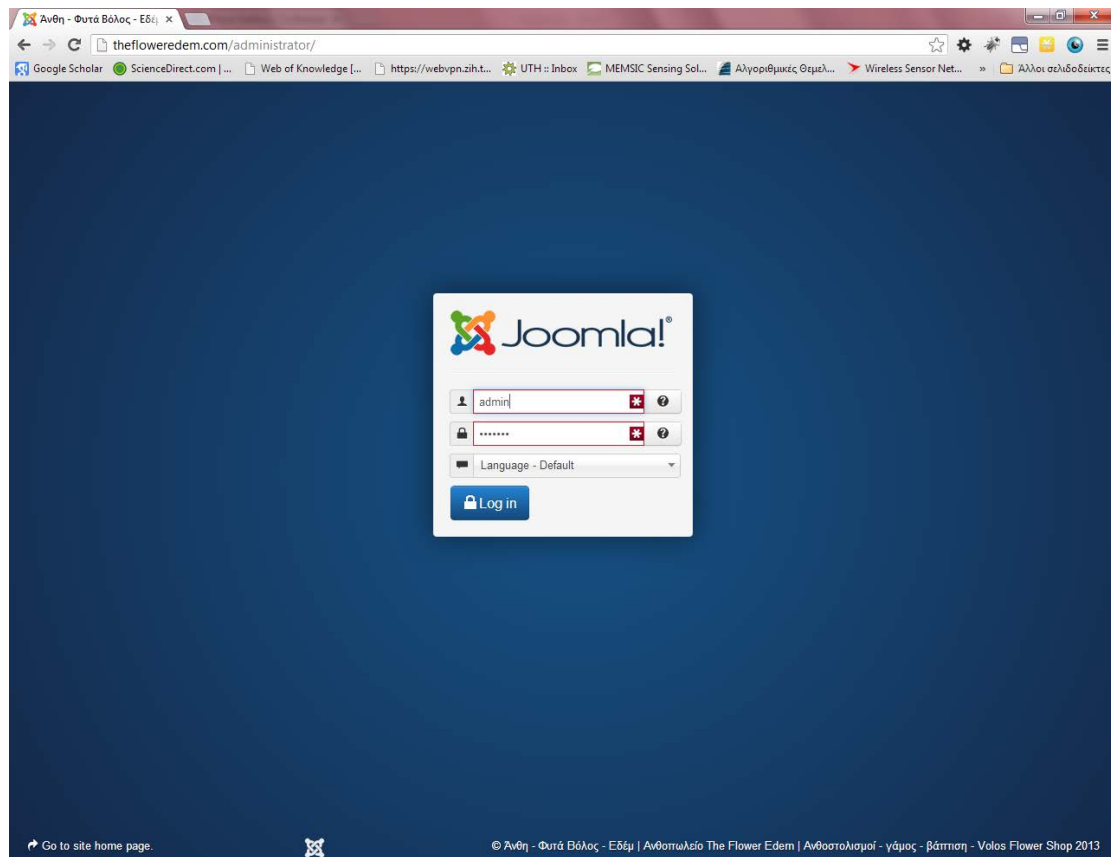 Άνθη - Φυτά Βόλος - Εδέμ
thefloweredem.com/administrator/
Google Scholar
ScienceDirect.com | ...
Web of Knowledge [...
https://webvpn.zih.t...
UTH :: Inbox
MEMSIC Sensing Sol...
Αλγοριθμικές Θεμελ...
Wireless Sensor Net...
»
Άλλοι σελιδοδείκτες
Joomla!®
admin
•••••••
Language - Default
Log in
Go to site home page.
© Άνθη - Φυτά Βόλος - Εδέμ | Ανθοπωλείο The Flower Edem | Ανθοστολισμοί - γάμος - βάπτιση - Volos Flower Shop 2013